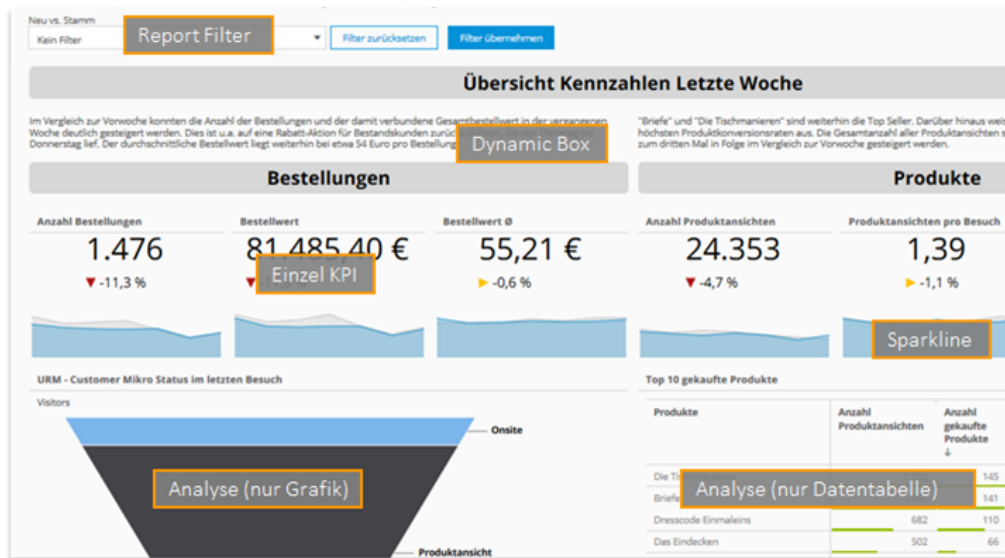 Neu vs. Stamm
Kein Filter
Report Filter
Filter zurücksetzen
Filter übernehmen
Übersicht Kennzahlen Letzte Woche
Im Vergleich zur Vorwoche konnten die Anzahl der Bestellungen und der damit verbundene Gesamtbestellwert in der vergangenen
Woche deutlich gesteigert werden. Dies ist u.a. auf eine Rabatt-Aktion für Bestandskunden
Donnerstag lief. Der durchschnittliche Bestellwert liegt weiterhin bei etwa 54 Euro pro Bestellung
Dynamic Box
"Briefe" und "Die Tischmanieren" sind weiterhin die Top Seller. Darüber hinaus
höchsten Produktkonversionsraten aus. Die Gesamtanzahl aller Produktansichten
zum dritten Mal in Folge im Vergleich zur Vorwoche gesteigert werden.
Bestellungen
Produkte
Anzahl Bestellungen
Bestellwert
Bestellwert Ø
Anzahl Produktansichten
Produktansichten pro Besuch
1.476
81.485,40 €
55,21 €
24.353
1,39
-11,3 %
Einzel KPI
-0,6 %
-4,7 %
-1,1 %
Sparkline
URM - Customer Mikro Status im letzten Besuch
Top 10 gekaufte Produkte
Visitors
Onsite
Analyse (nur Grafik)
Produktansicht
Produkte
Anzahl Produktansichten
Anzahl gekaufte Produkte
Die
145
Analyse (nur Datentabelle)
Briefe
141
Dresscode Einmaleins
682
110
Das Eindecken
502
66